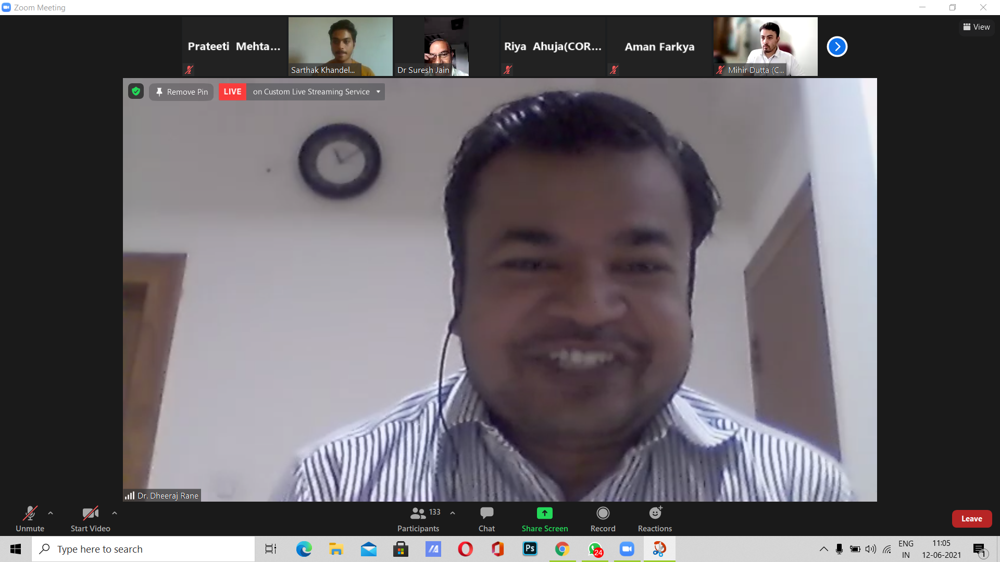 Zoom Meeting
View
Prateeti Mehta...
Sarthak Khandel...
Dr Suresh Jain
Riya Ahuja(COR...
Aman Farkya
Mihir Dutta (C...
Remove Pin
LIVE on Custom Live Streaming Service
Dr. Dheeraj Rane
Unmute
Start Video
133
Participants
Chat
Share Screen
Record
Reactions
Leave
Type here to search
Ps
24
ENG
IN
11:05
12-06-2021
1